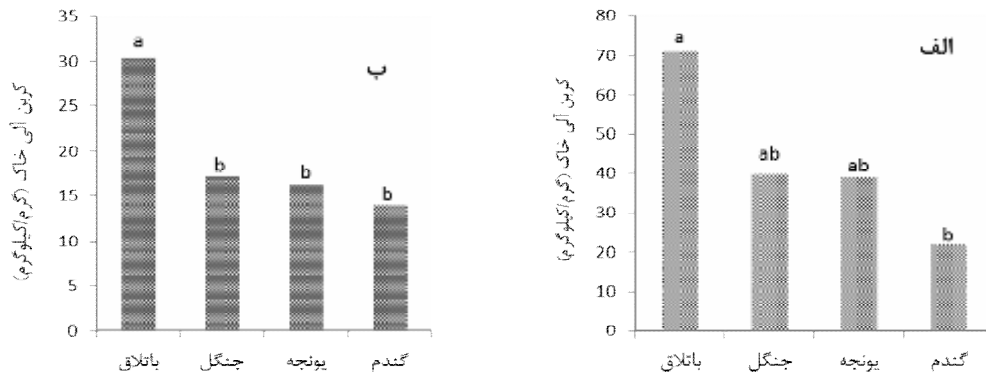 الف
کربن آلی خاک (گرم/کیلوگرم)
80
70
60
50
40
30
20
10
0
a
ab
ab
b
باتلاق
جنگل
یونجه
گندم
ب
کربن آلی خاک (گرم/کیلوگرم)
35
30
25
20
15
10
5
0
a
b
b
b
باتلاق
جنگل
یونجه
گندم